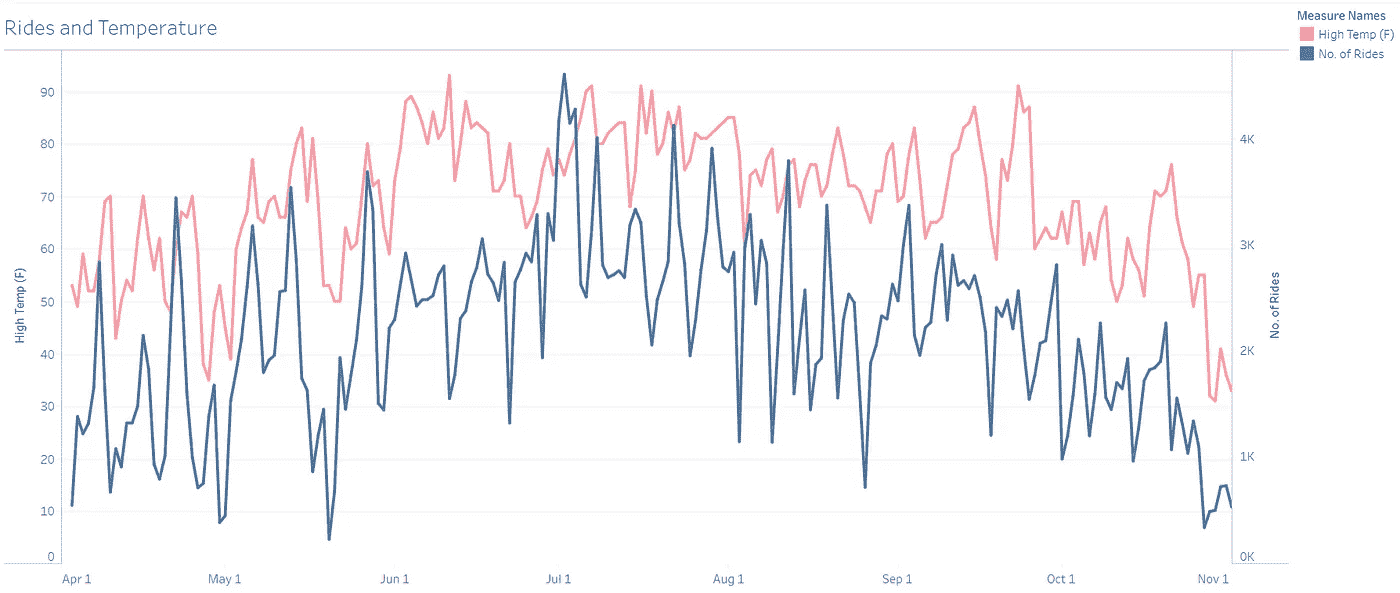 Rides and Temperature
Measure Names
High Temp (F)
No. of Rides
High Temp (F)
90
80
70
60
50
40
30
20
10
0
4K
3K
2K
1K
0K
No. of Rides
Apr 1
May 1
Jun 1
Jul 1
Aug 1
Sep 1
Oct 1
Nov 1